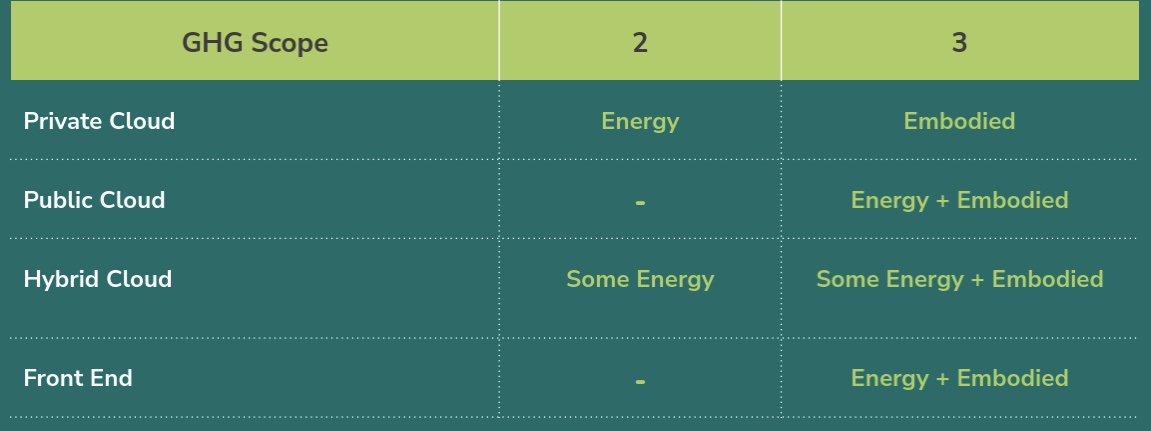 GHG Scope 2 3
Private Cloud Energy Embodied
Public Cloud - Energy + Embodied
Hybrid Cloud Some Energy Some Energy + Embodied
Front End - Energy + Embodied